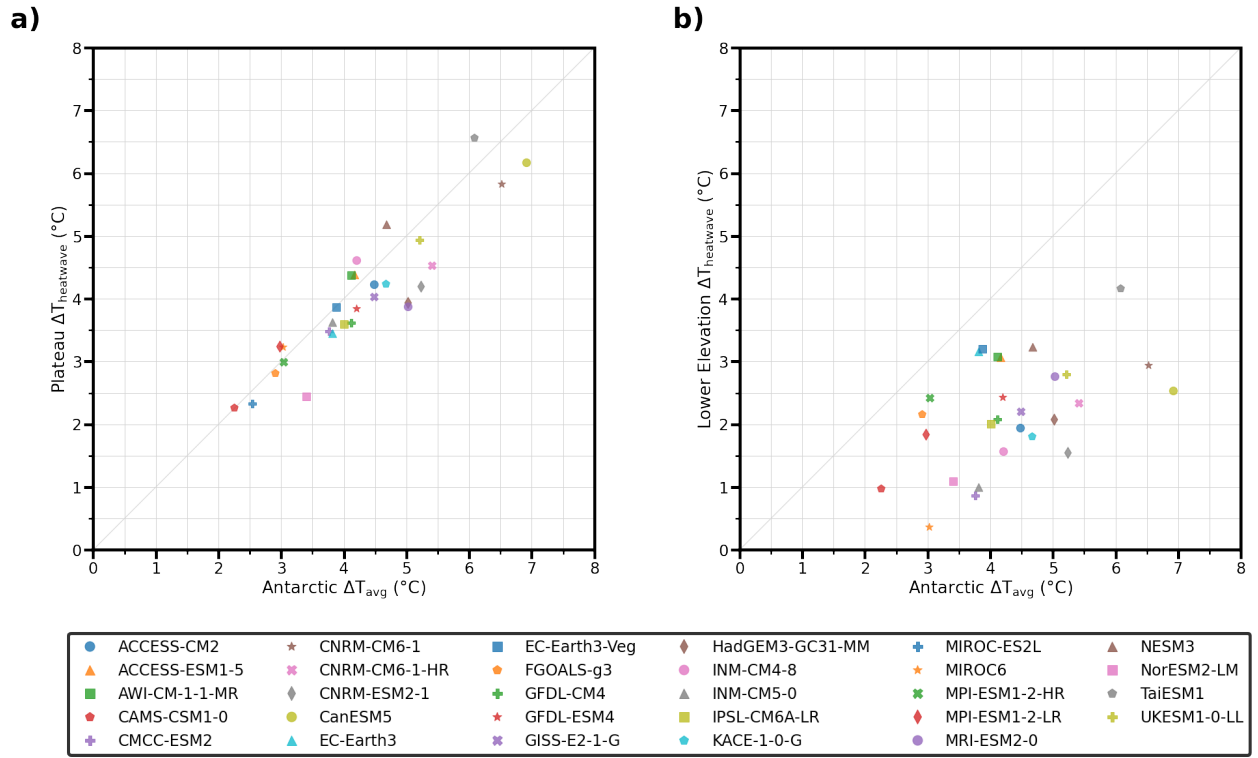 a)
b)
8
7
6
5
4
3
2
1
0
Plateau ΔTheatwave (°C)
0 1 2 3 4 5 6 7 8
Antarctic ΔTavg (°C)
8
7
6
5
4
3
2
1
0
Lower Elevation ΔTheatwave (°C)
0 1 2 3 4 5 6 7 8
Antarctic ΔTavg (°C)
ACCESS-CM2 CNRM-CM6-1 EC-Earth3-Veg HadGEM3-GC31-MM MIROC-ES2L NESM3
ACCESS-ESM1-5 CNRM-CM6-1-HR FGOALS-g3 INM-CM4-8 MIROC6 NorESM2-LM
AWI-CM-1-1-MR CNRM-ESM2-1 GFDL-CM4 INM-CM5-0 MPI-ESM1-2-HR TaiESM1
CAMS-CSM1-0 CanESM5 GFDL-ESM4 IPSL-CM6A-LR MPI-ESM1-2-LR UKESM1-0-LL
CMCC-ESM2 EC-Earth3 GISS-E2-1-G KACE-1-0-G MRI-ESM2-0